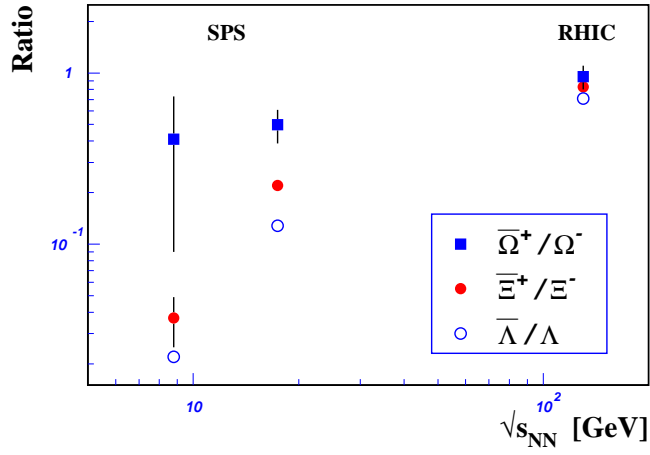 Ratio
SPS RHIC
1
10⁻¹
Ω̅⁺/Ω⁻
Ξ̅⁺/Ξ⁻
Λ̅/Λ
10 10²
√s_NN [GeV]